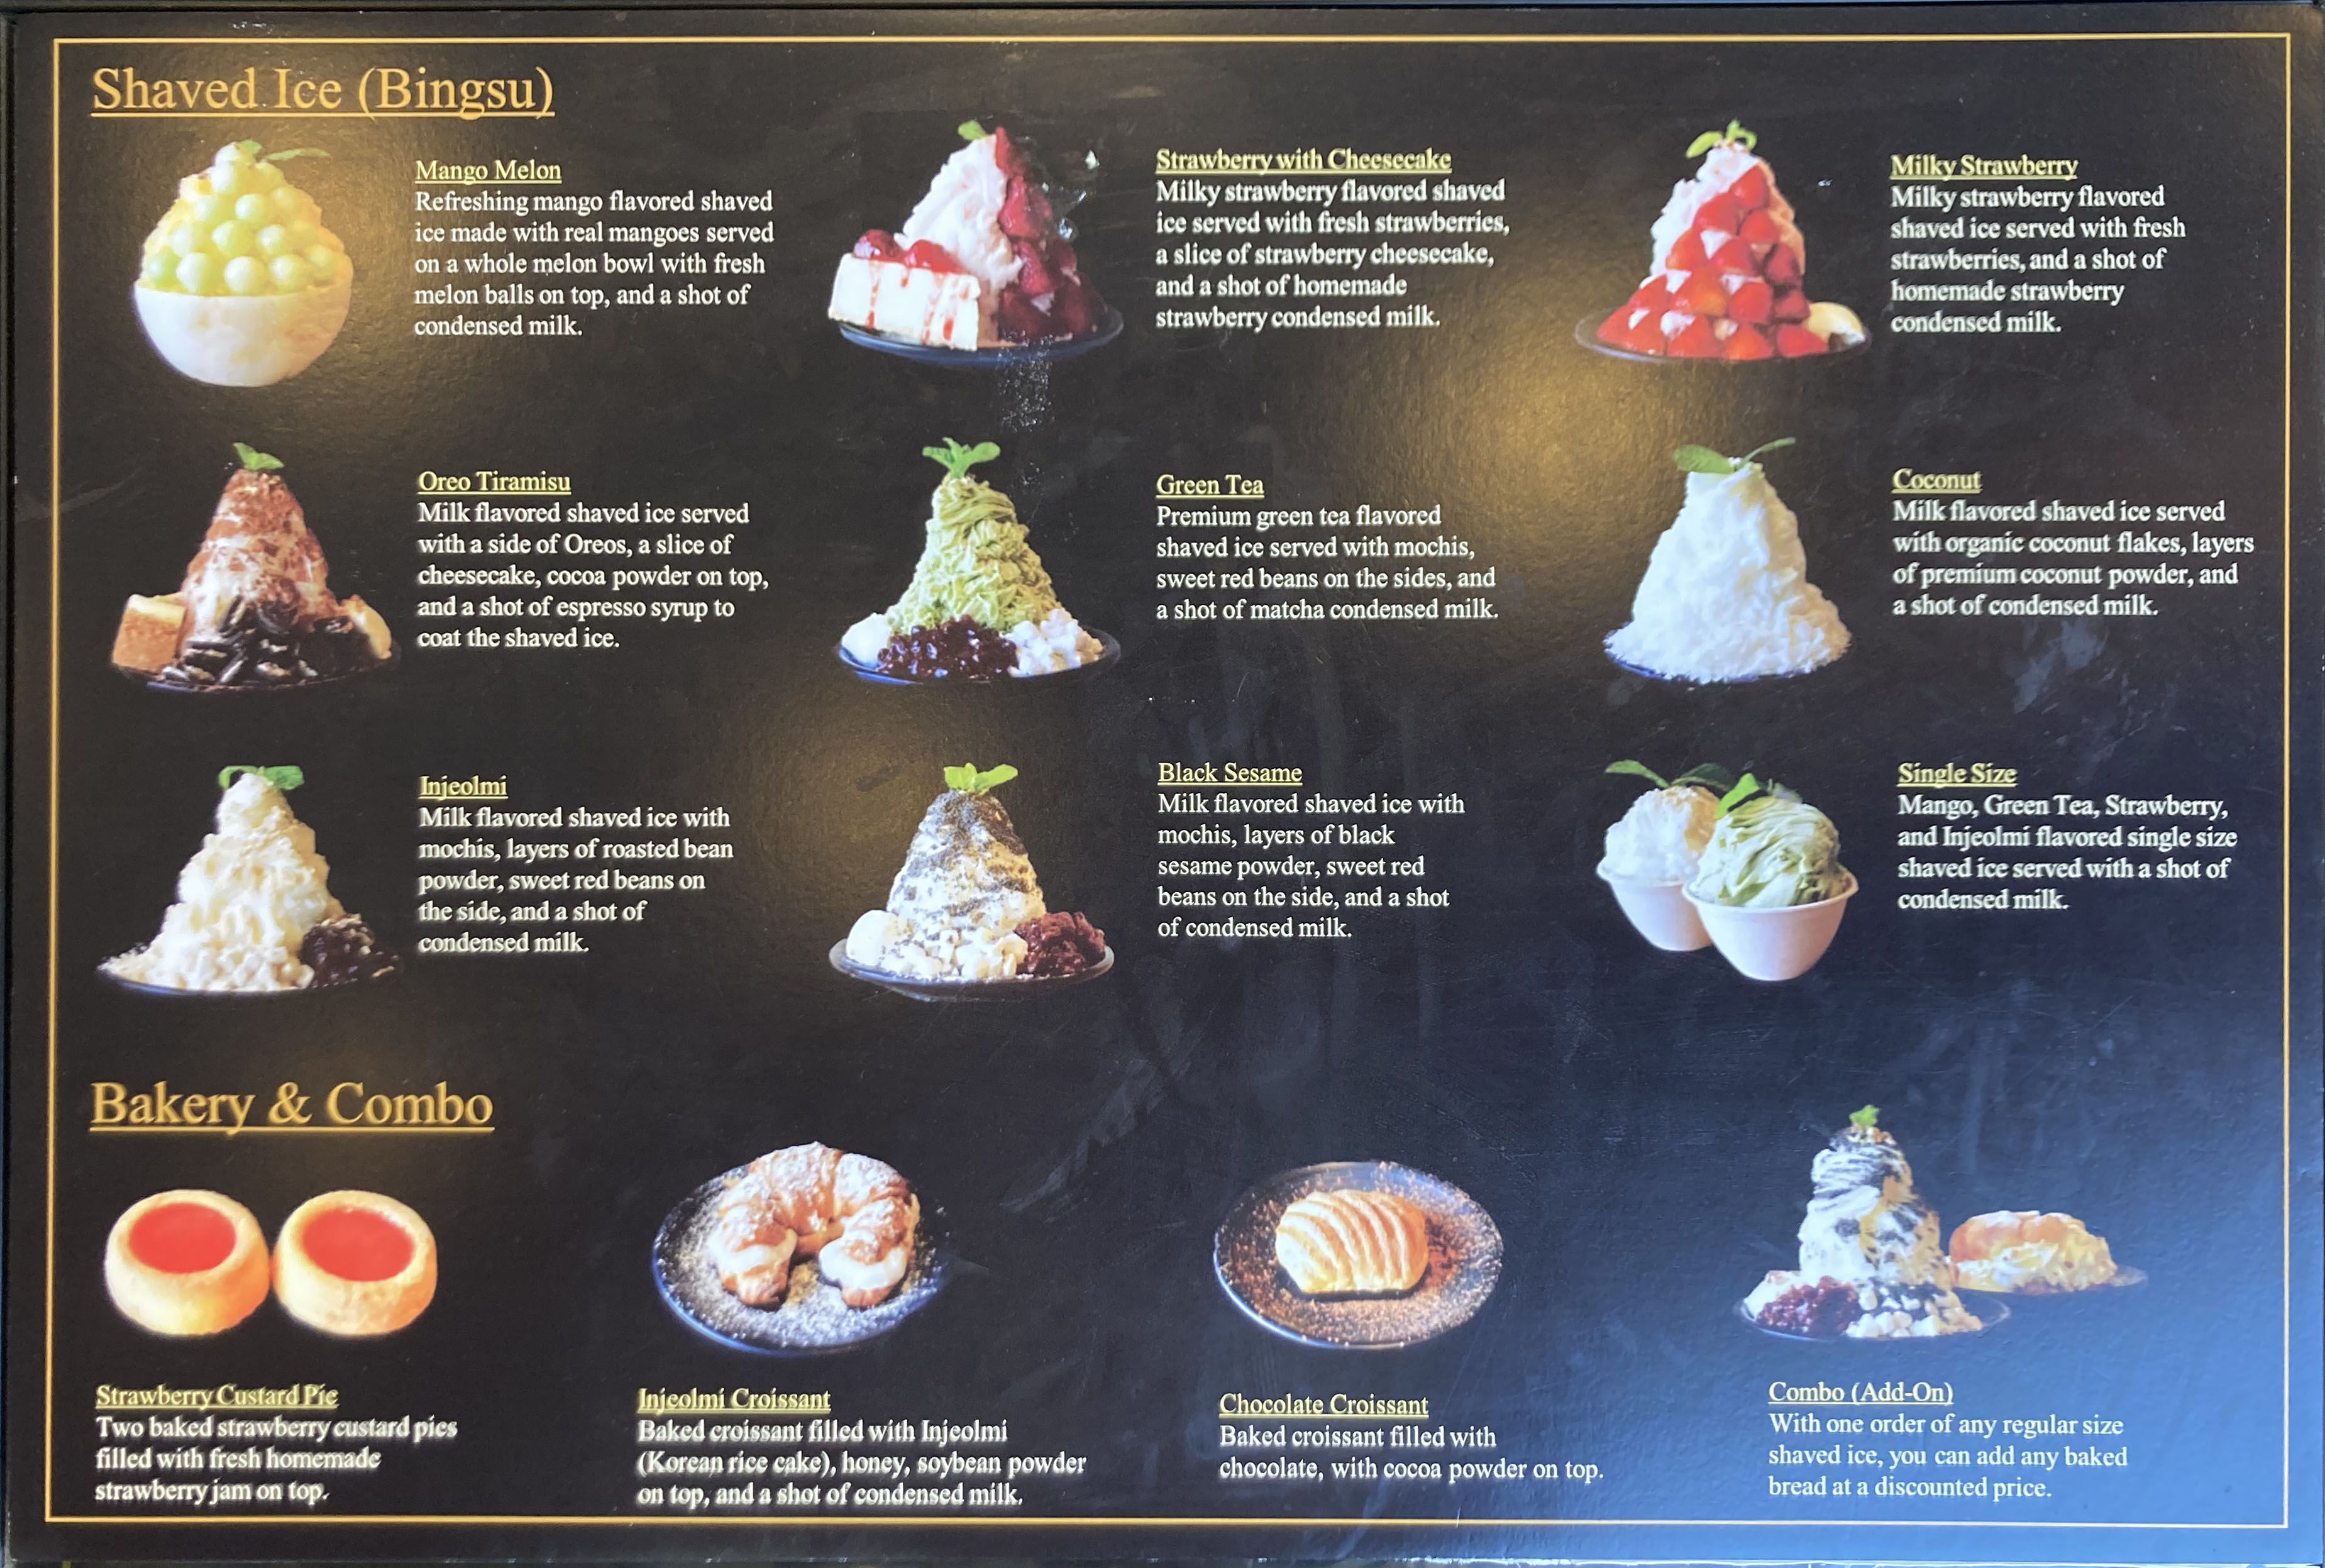 Shaved Ice (Bingsu)
Mango Melon
Refreshing mango flavored shaved
ice made with real mangoes served
on a whole melon bowl with fresh
melon balls on top, and a shot of
condensed milk.
Strawberry with Cheesecake
Milky strawberry flavored shaved
ice served with fresh strawberries,
a slice of strawberry cheesecake,
and a shot of homemade
strawberry condensed milk.
Milky Strawberry
Milky strawberry flavored
shaved ice served with fresh
strawberries, and a shot of
homemade strawberry
condensed milk.
Oreo Tiramisu
Milk flavored shaved ice served
with a side of Oreos, a slice of
cheesecake, cocoa powder on top,
and a shot of espresso syrup to
coat the shaved ice.
Green Tea
Premium green tea flavored
shaved ice served with mochis,
sweet red beans on the sides, and
a shot of matcha condensed milk.
Coconut
Milk flavored shaved ice served
with organic coconut flakes, layers
of premium coconut powder, and
a shot of condensed milk.
Injeolmi
Milk flavored shaved ice with
mochis, layers of roasted bean
powder, sweet red beans on
the side, and a shot of
condensed milk.
Black Sesame
Milk flavored shaved ice with
mochis, layers of black
sesame powder, sweet red
beans on the side, and a shot
of condensed milk.
Single Size
Mango, Green Tea, Strawberry,
and Injeolmi flavored single size
shaved ice served with a shot of
condensed milk.
Bakery & Combo
Strawberry Custard Pie
Two baked strawberry custard pies
filled with fresh homemade
strawberry jam on top.
Injeolmi Croissant
Baked croissant filled with Injeolmi
(Korean rice cake), honey, soybean powder
on top, and a shot of condensed milk.
Chocolate Croissant
Baked croissant filled with
chocolate, with cocoa powder on top.
Combo (Add-On)
With one order of any regular size
shaved ice, you can add any baked
bread at a discounted price.